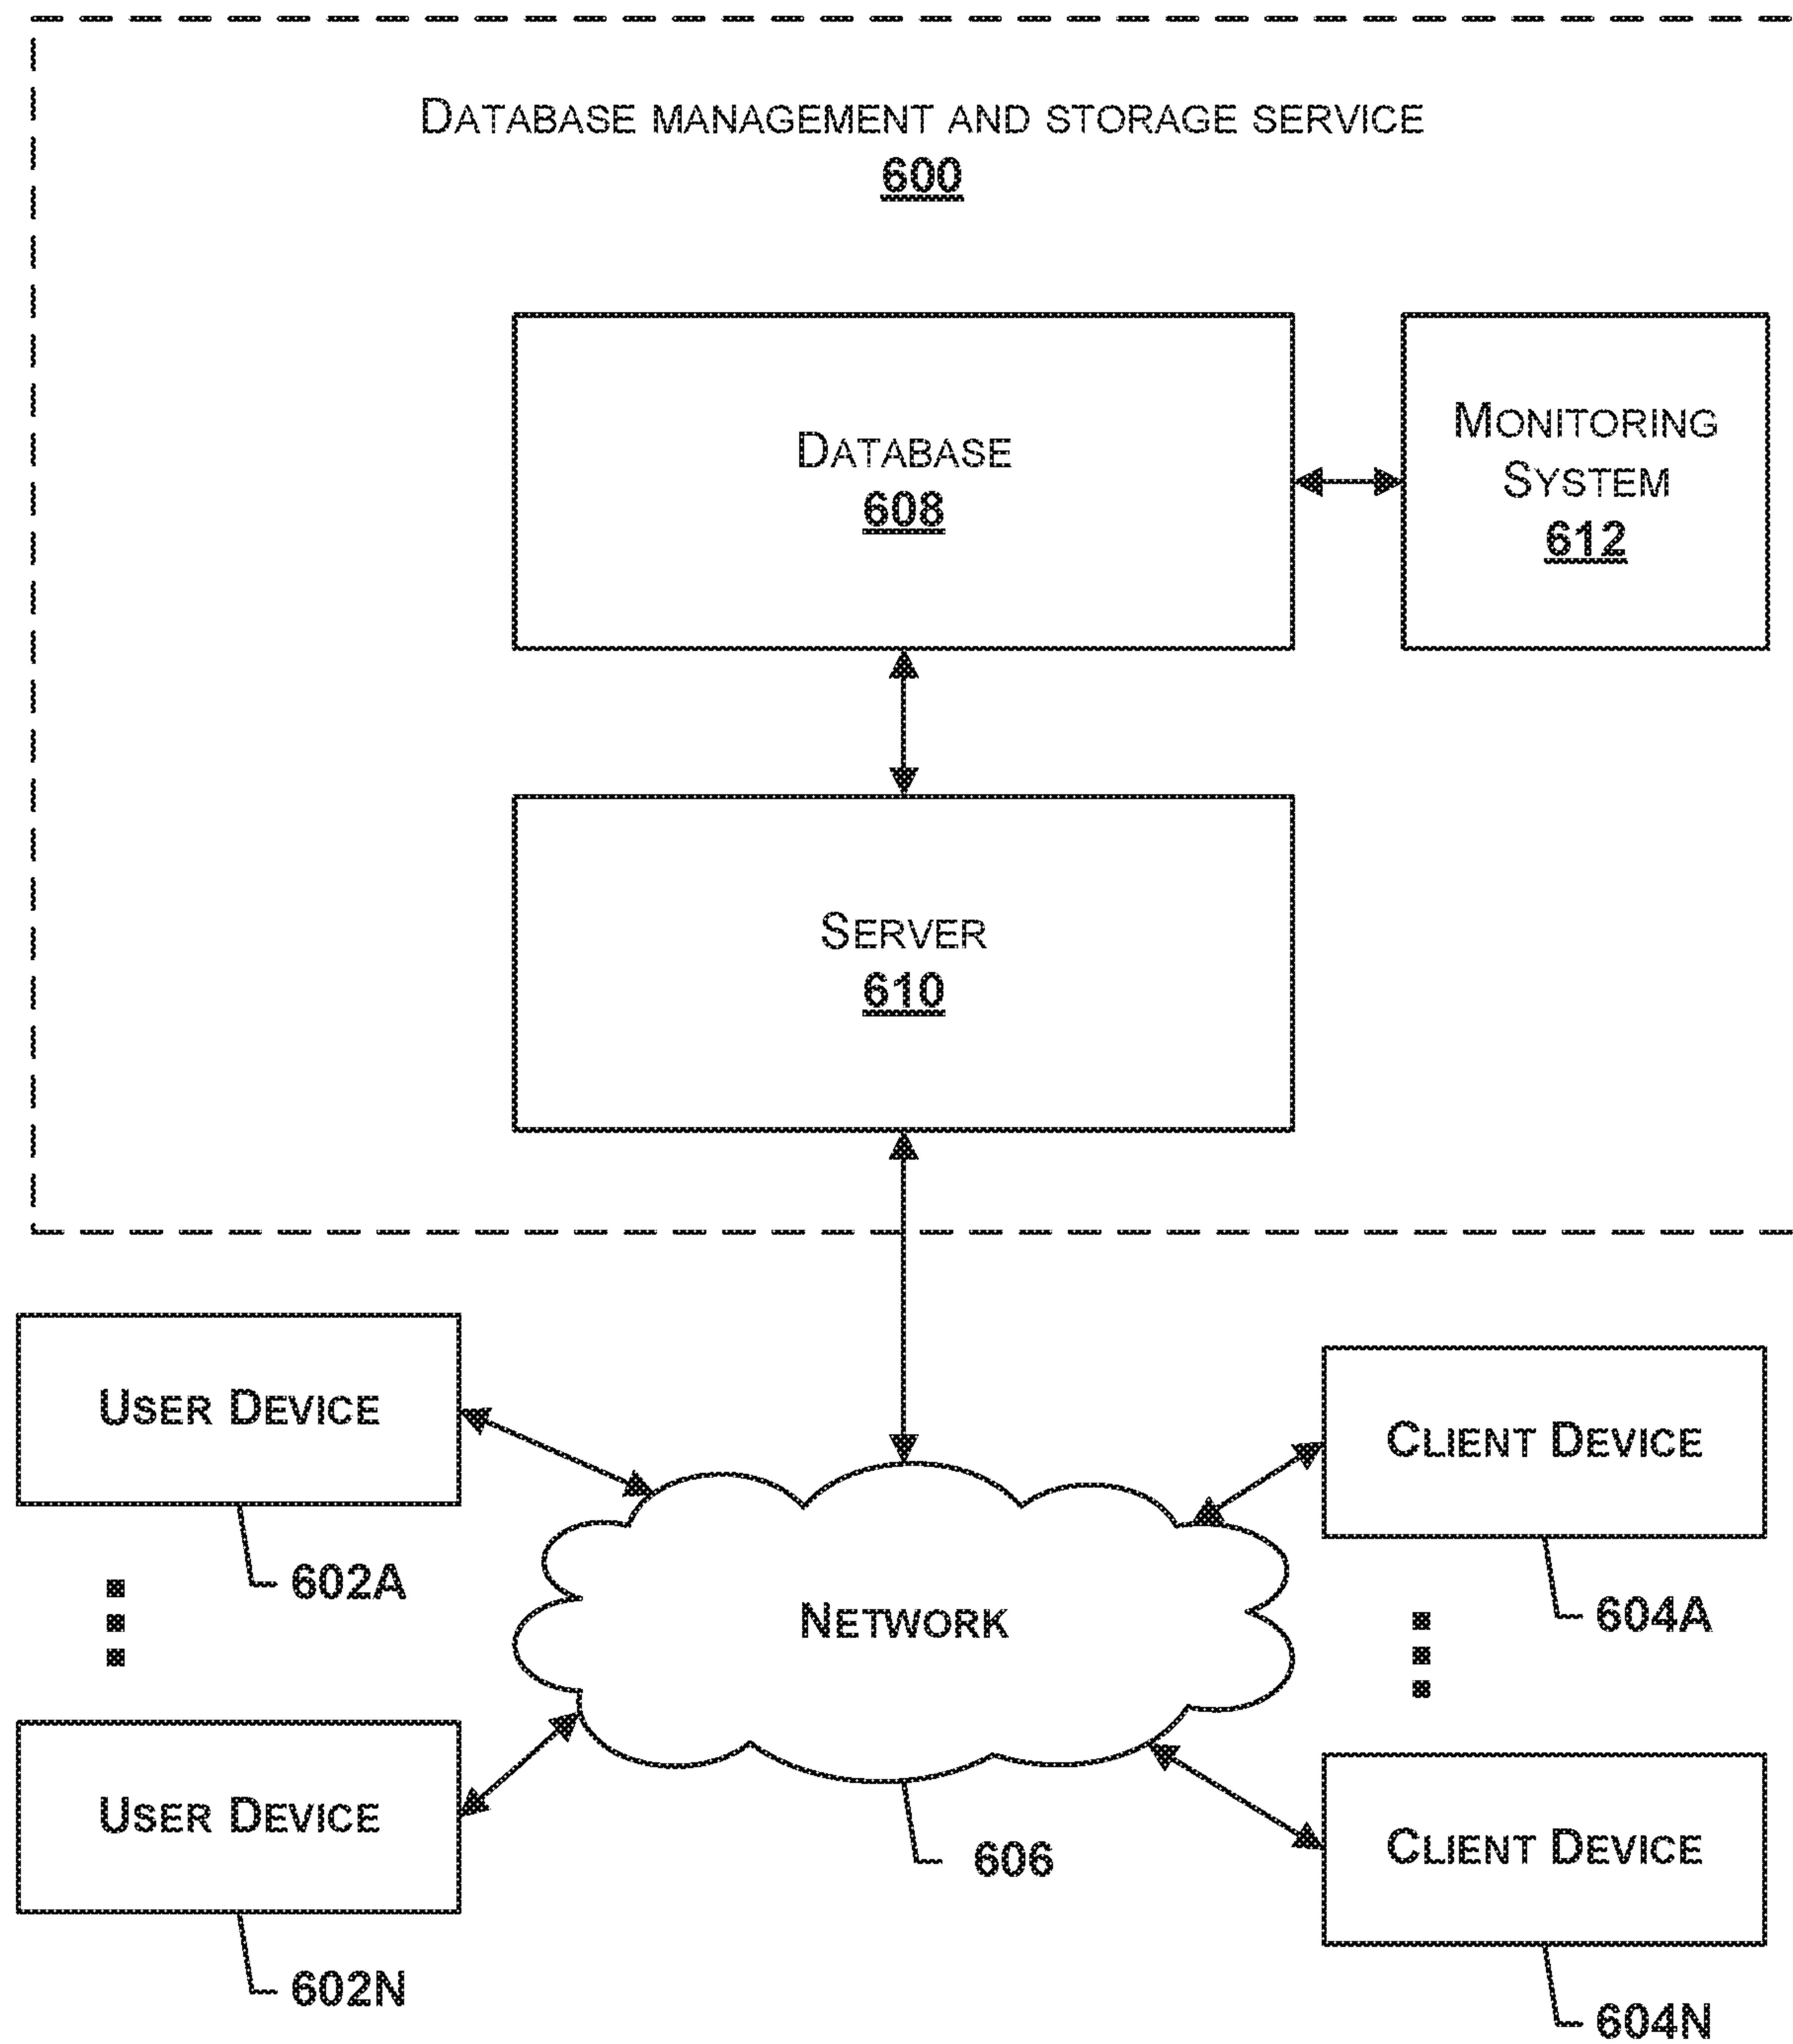 DATABASE MANAGEMENT AND STORAGE SERVICE
600
DATABASE
608
MONITORING
SYSTEM
612
SERVER
610
USER DEVICE
602A
CLIENT DEVICE
604A
NETWORK
606
USER DEVICE
602N
CLIENT DEVICE
604N